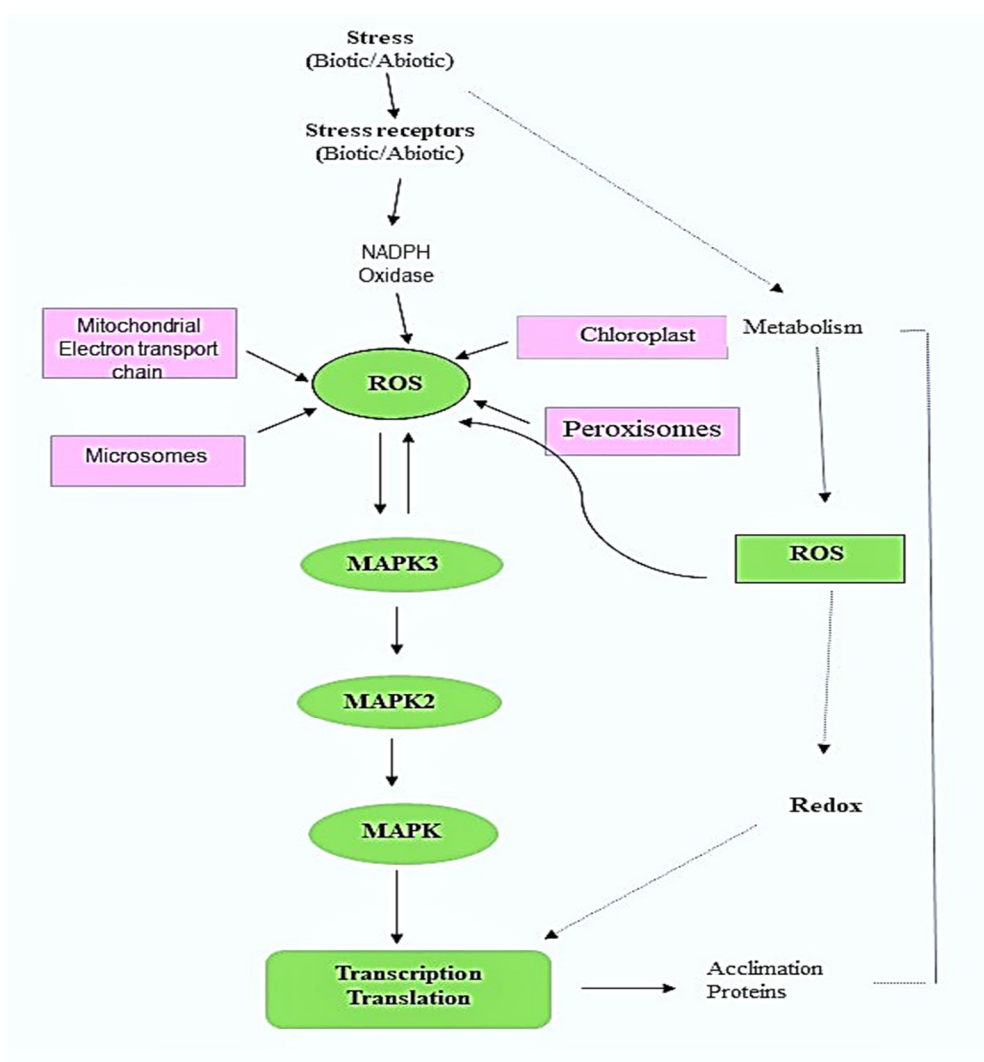 Stress
(Biotic/Abiotic)
Stress receptors
(Biotic/Abiotic)
NADPH
Oxidase
Mitochondrial
Electron transport
chain
Chloroplast
Metabolism
ROS
Peroxisomes
Microsomes
ROS
MAPK3
MAPK2
MAPK
Redox
Transcription
Translation
Acclimation
Proteins